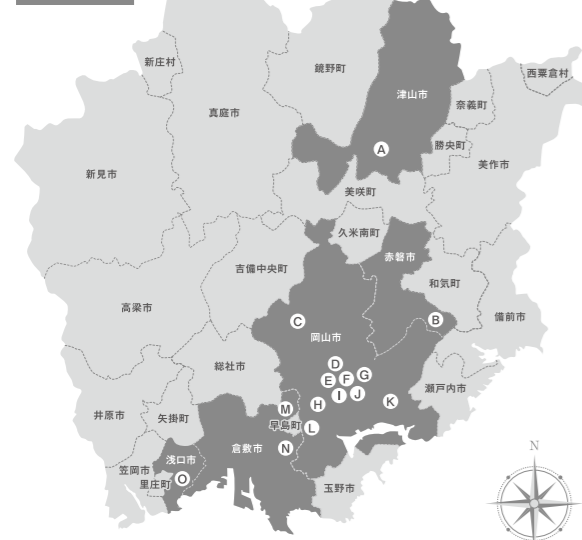 新庄村
鏡野町
西粟倉村
津山市
奈義町
真庭市
勝央町
A
美作市
新見市
美咲町
久米南町
赤磐市
吉備中央町
和気町
高梁市
C
B
備前市
岡山市
総社市
D
E
F
G
瀬戸内市
I
J
K
M
H
井原市
矢掛町
早島町
L
倉敷市
N
浅口市
笠岡市
里庄町
O
玉野市
N